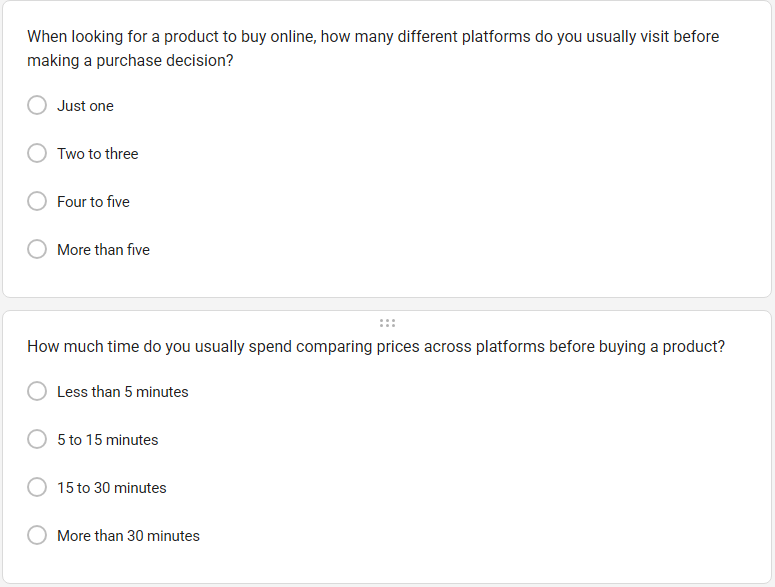 When looking for a product to buy online, how many different platforms do you usually visit before
making a purchase decision?
Just one
Two to three
Four to five
More than five
How much time do you usually spend comparing prices across platforms before buying a product?
Less than 5 minutes
5 to 15 minutes
15 to 30 minutes
More than 30 minutes